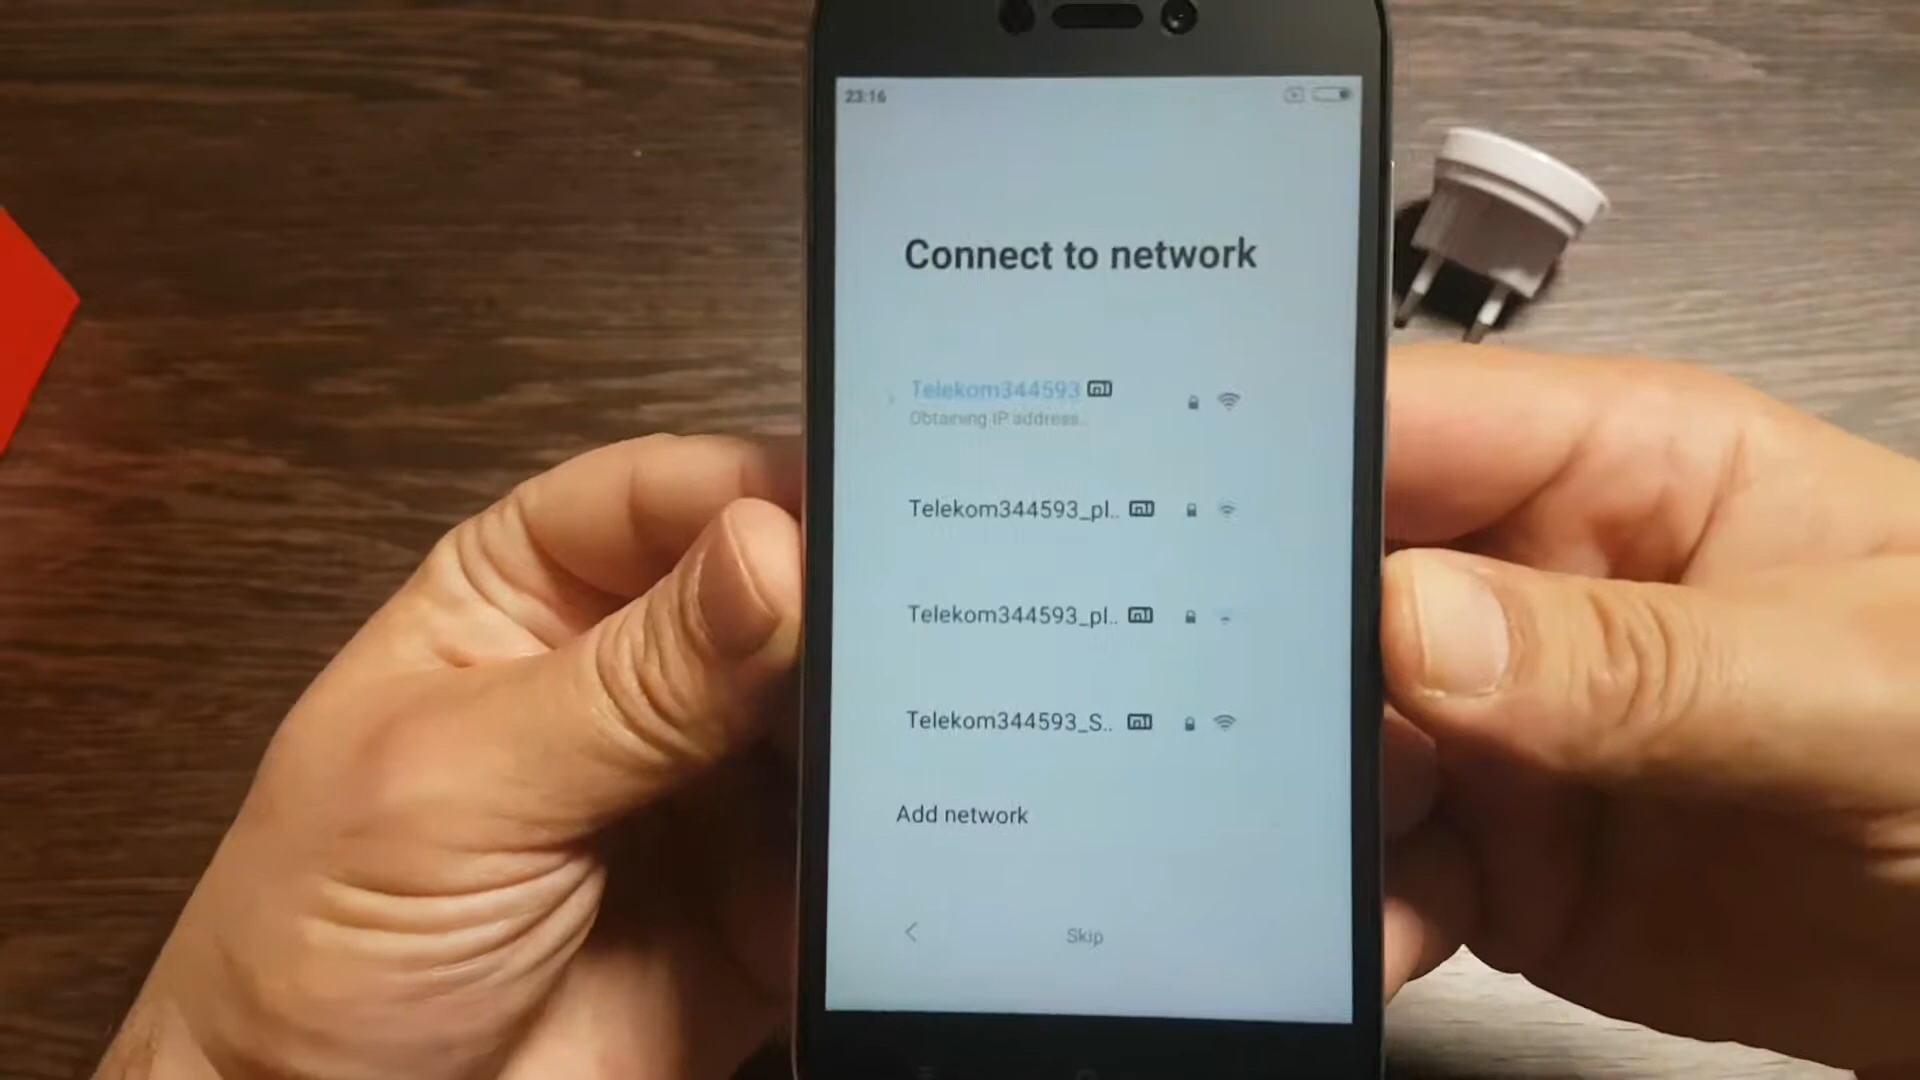 23:16
Connect to network
Telekom344593
Obtaining IP address..
Telekom344593_pl..
Telekom344593_pl..
Telekom344593_S..
Add network
Skip